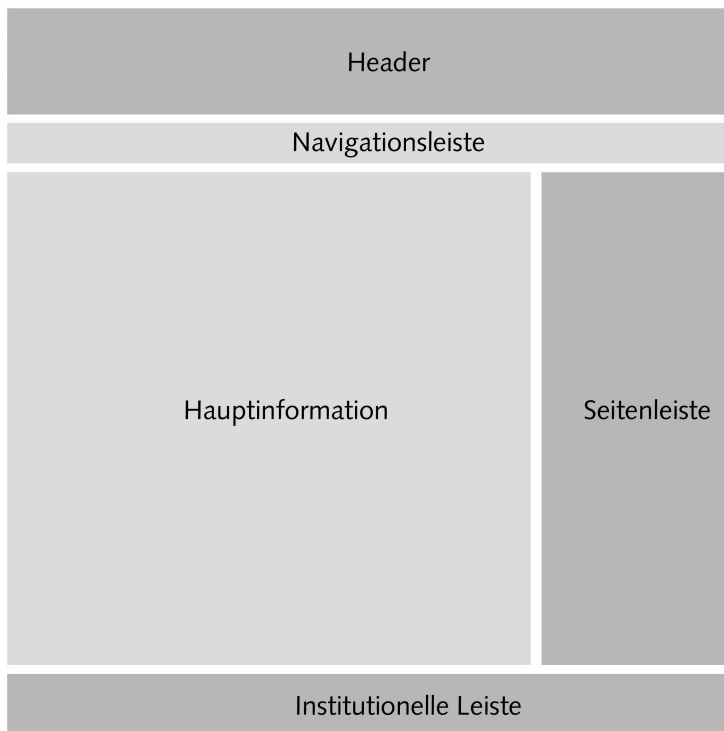 Header
Navigationsleiste
Hauptinformation
Seitenleiste
Institutionelle Leiste